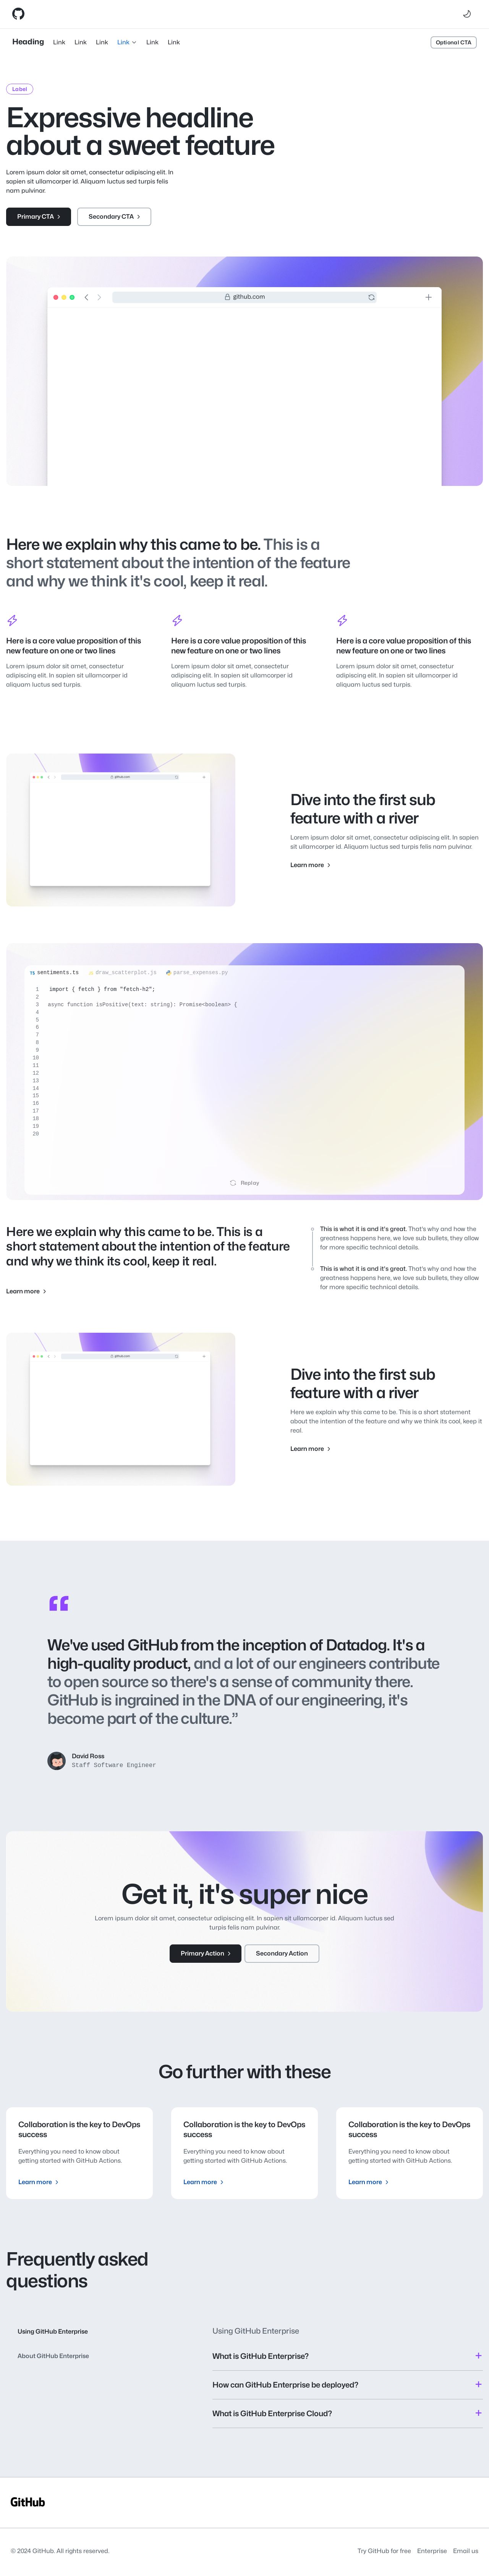 Heading Link Link Link Link Link Link Optional CTA
Label
Expressive headline
about a sweet feature
Lorem ipsum dolor sit amet, consectetur adipiscing elit. In
sapien sit ullamcorper id. Aliquam luctus sed turpis felis
nam pulvinar.
Primary CTA Secondary CTA
github.com
Here we explain why this came to be. This is a
short statement about the intention of the feature
and why we think it's cool, keep it real.
Here is a core value proposition of this
new feature on one or two lines
Lorem ipsum dolor sit amet, consectetur
adipiscing elit. In sapien sit ullamcorper id
aliquam luctus sed turpis.
Here is a core value proposition of this
new feature on one or two lines
Lorem ipsum dolor sit amet, consectetur
adipiscing elit. In sapien sit ullamcorper id
aliquam luctus sed turpis.
Here is a core value proposition of this
new feature on one or two lines
Lorem ipsum dolor sit amet, consectetur
adipiscing elit. In sapien sit ullamcorper id
aliquam luctus sed turpis.
github.com
Dive into the first sub
feature with a river
Lorem ipsum dolor sit amet, consectetur adipiscing elit. In sapien
sit ullamcorper id. Aliquam luctus sed turpis felis nam pulvinar.
Learn more
sentiments.ts draw_scatterplot.js parse_expenses.py
1 import { fetch } from "fetch-h2";
2
3 async function isPositive(text: string): Promise<boolean> {
4
5
6
7
8
9
10
11
12
13
14
15
16
17
18
19
20
Replay
Here we explain why this came to be. This is a
short statement about the intention of the feature
and why we think its cool, keep it real.
Learn more
This is what it is and it's great. That's why and how the
greatness happens here, we love sub bullets, they allow
for more specific technical details.
This is what it is and it's great. That's why and how the
greatness happens here, we love sub bullets, they allow
for more specific technical details.
github.com
Dive into the first sub
feature with a river
Here we explain why this came to be. This is a short statement
about the intention of the feature and why we think its cool, keep it
real.
Learn more
We've used GitHub from the inception of Datadog. It's a
high-quality product, and a lot of our engineers contribute
to open source so there's a sense of community there.
GitHub is ingrained in the DNA of our engineering, it's
become part of the culture.”
David Ross
Staff Software Engineer
Get it, it's super nice
Lorem ipsum dolor sit amet, consectetur adipiscing elit. In sapien sit ullamcorper id. Aliquam luctus sed
turpis felis nam pulvinar.
Primary Action Secondary Action
Go further with these
Collaboration is the key to DevOps
success
Everything you need to know about
getting started with GitHub Actions.
Learn more
Collaboration is the key to DevOps
success
Everything you need to know about
getting started with GitHub Actions.
Learn more
Collaboration is the key to DevOps
success
Everything you need to know about
getting started with GitHub Actions.
Learn more
Frequently asked
questions
Using GitHub Enterprise
About GitHub Enterprise
Using GitHub Enterprise
What is GitHub Enterprise?
How can GitHub Enterprise be deployed?
What is GitHub Enterprise Cloud?
GitHub
© 2024 GitHub. All rights reserved. Try GitHub for free Enterprise Email us